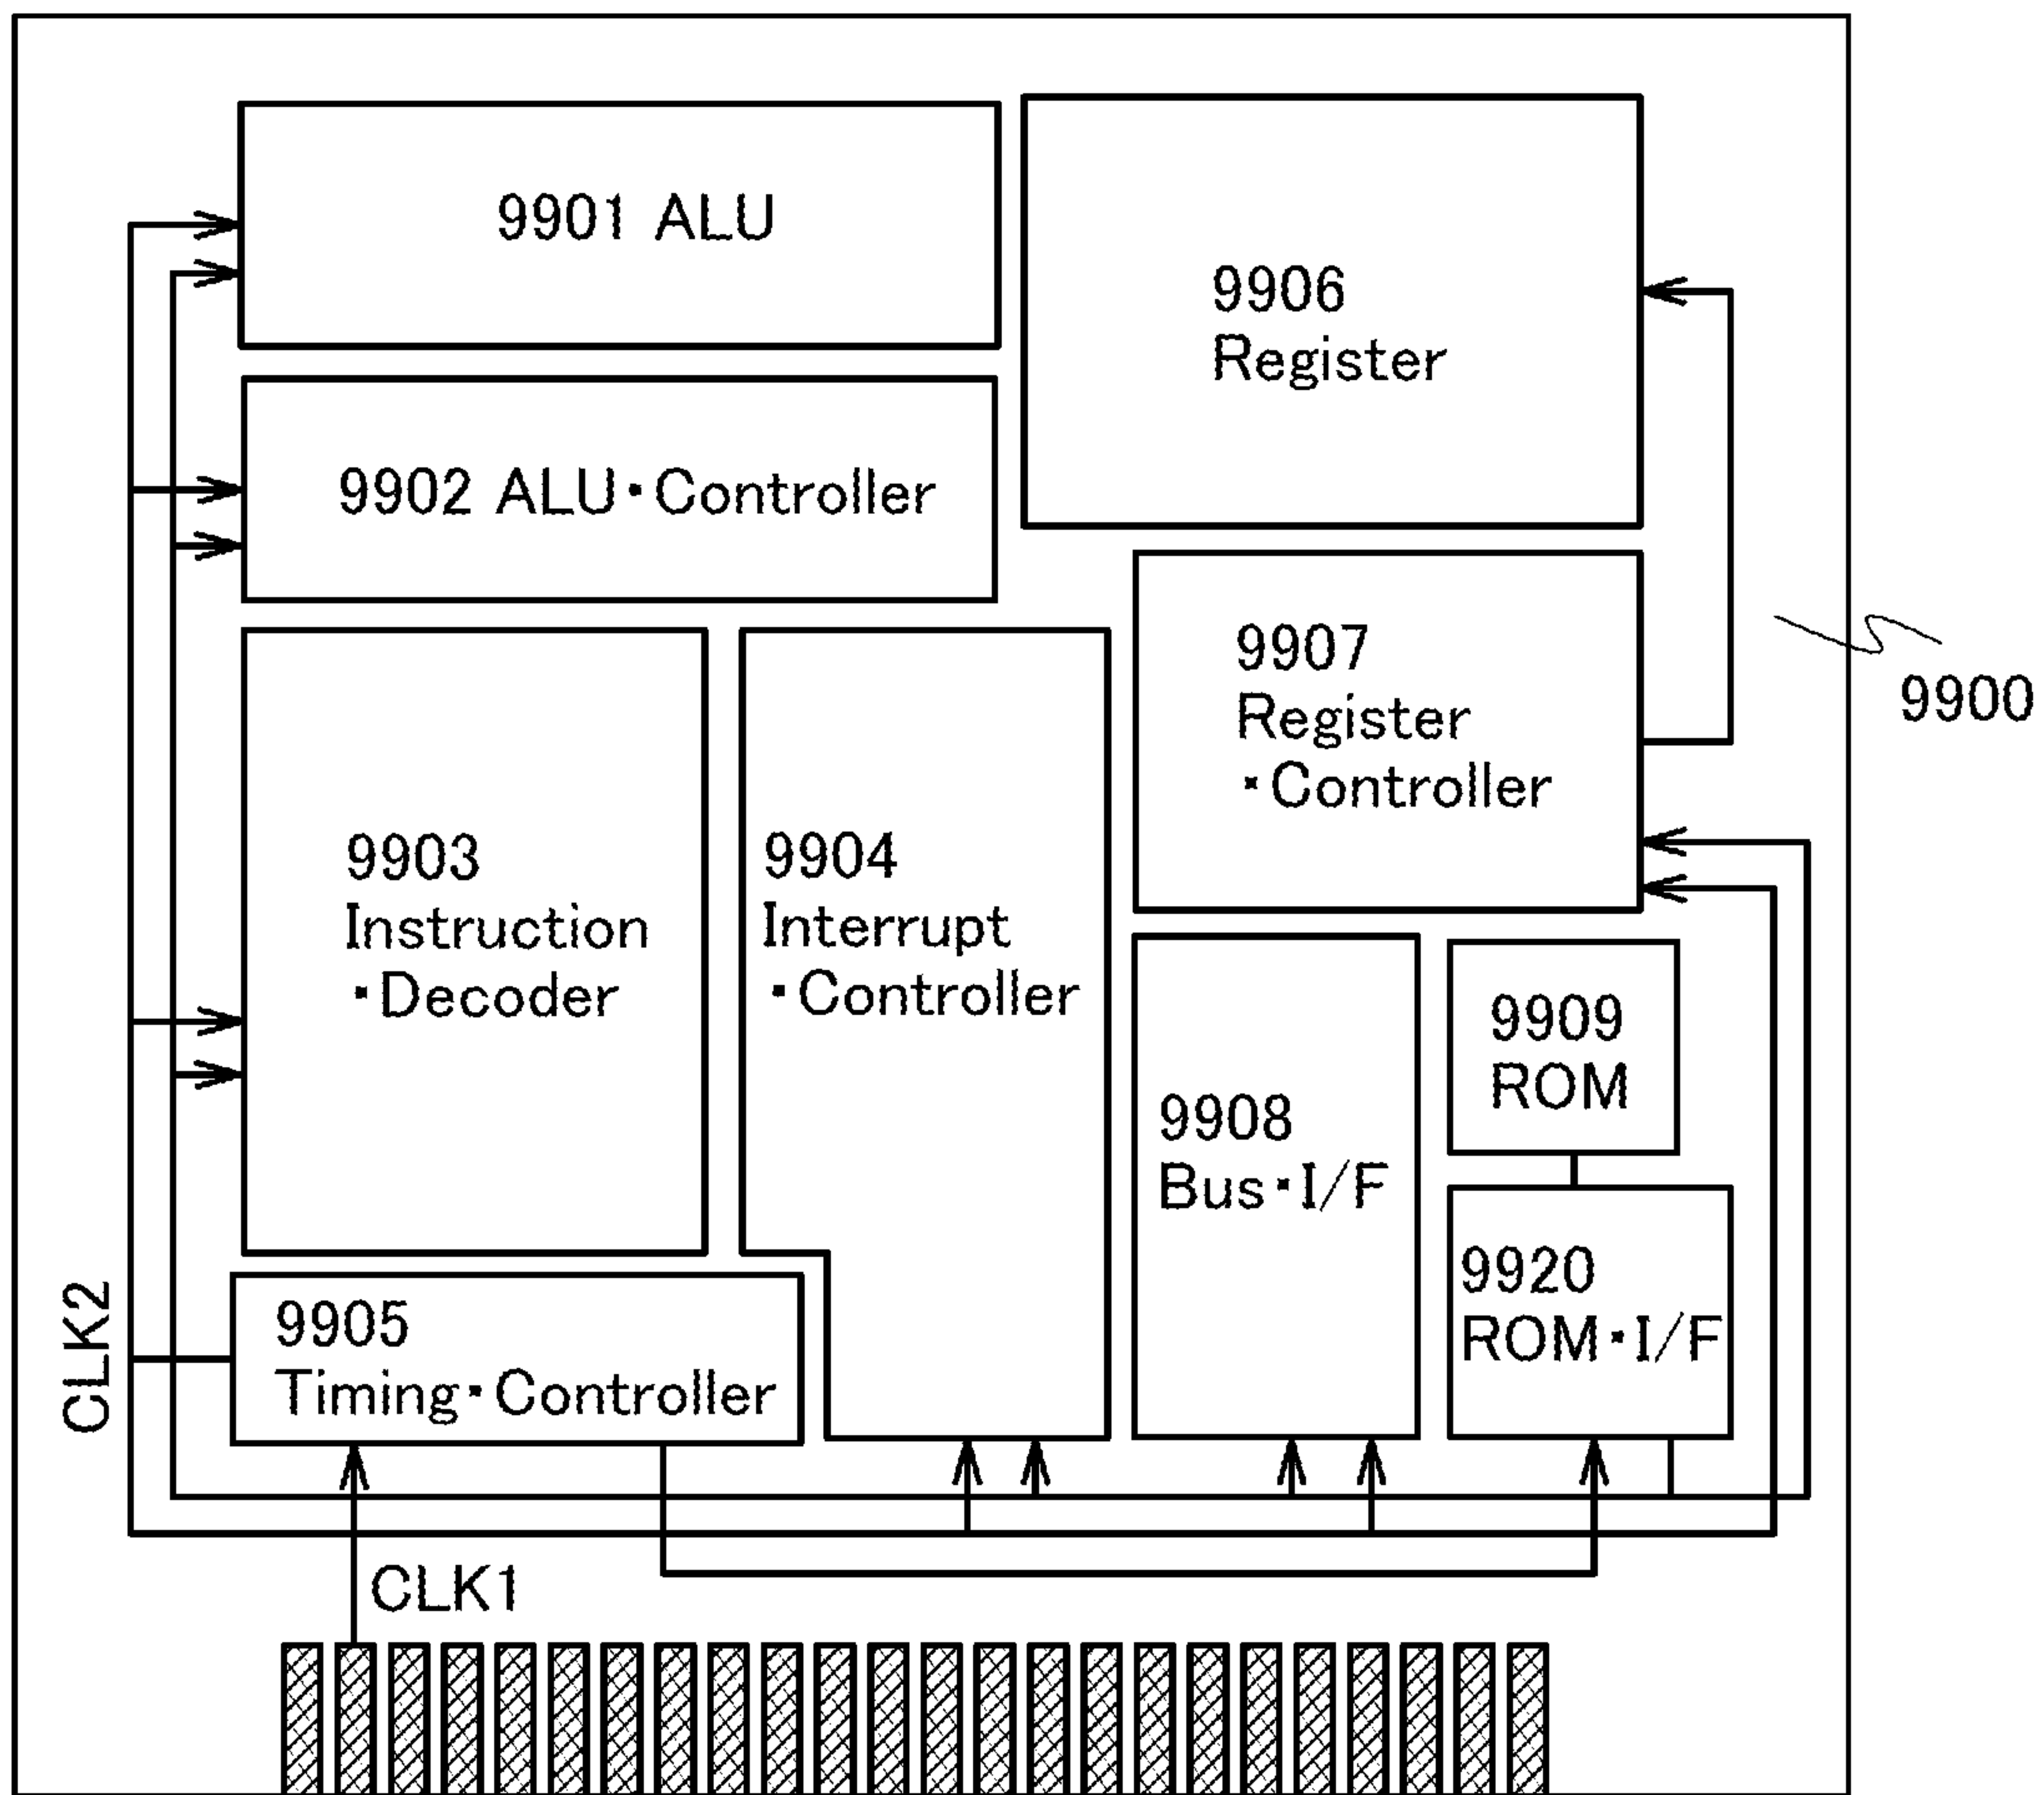 9901 ALU
9906
Register
9902 ALU・Controller
9907
Register
・Controller
9900
9903
Instruction
・Decoder
9904
Interrupt
・Controller
9909
ROM
9908
Bus・I/F
9920
ROM・I/F
CLK2
9905
Timing・Controller
CLK1